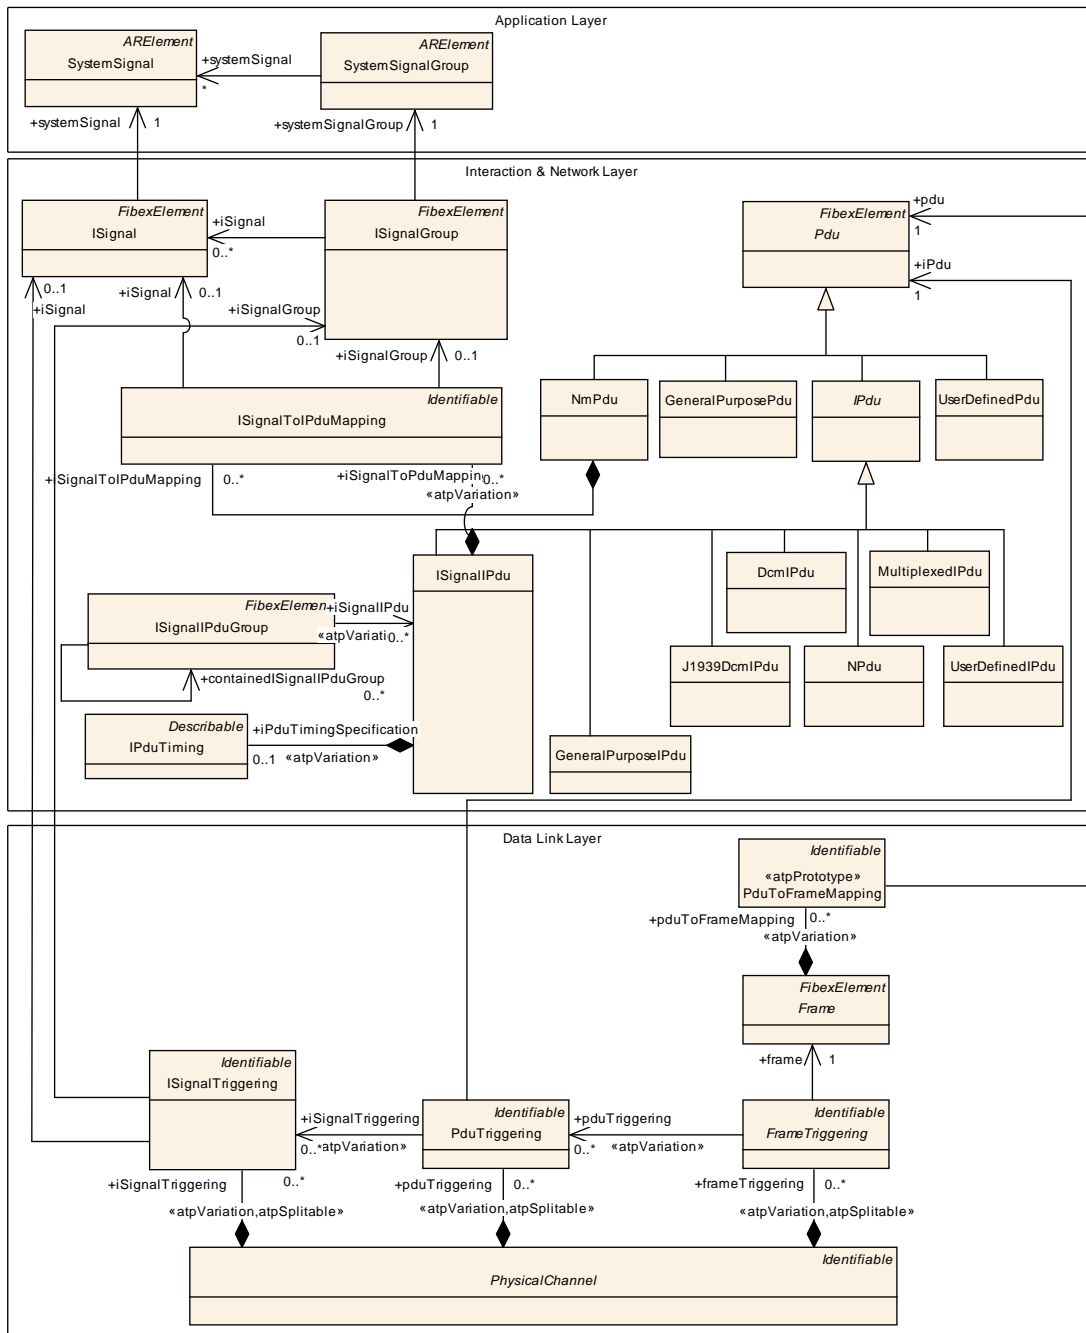 Application Layer
ARElement
SystemSignal
+systemSignal
*
ARElement
SystemSignalGroup
+systemSignal
1
+systemSignalGroup
1
Interaction & Network Layer
FibexElement
ISignal
+iSignal
0..*
FibexElement
ISignalGroup
FibexElement
Pdu
+pdu
1
+iPdu
1
0..1
+iSignal
+iSignal
0..1
+iSignalGroup
0..1
+iSignalGroup
0..1
Identifiable
ISignalToIPduMapping
NmPdu
GeneralPurposePdu
IPdu
UserDefinedPdu
+iSignalToIPduMapping
0..*
+iSignalToPduMapping
0..*
«atpVariation»
ISignalIPdu
DcmIPdu
MultiplexedIPdu
FibexElemen
ISignalIPduGroup
+iSignalIPdu
«atpVariati
0..*
+containedISignalIPduGroup
0..*
J1939DcmIPdu
NPdu
UserDefinedIPdu
Describable
IPduTiming
+iPduTimingSpecification
0..1
«atpVariation»
GeneralPurposeIPdu
Data Link Layer
Identifiable
«atpPrototype»
PduToFrameMapping
+pduToFrameMapping
0..*
«atpVariation»
FibexElement
Frame
+frame
1
Identifiable
ISignalTriggering
+iSignalTriggering
0..*
«atpVariation»
Identifiable
PduTriggering
+pduTriggering
0..*
«atpVariation»
Identifiable
FrameTriggering
+iSignalTriggering
0..*
«atpVariation,atpSplitable»
+pduTriggering
0..*
«atpVariation,atpSplitable»
+frameTriggering
0..*
«atpVariation,atpSplitable»
Identifiable
PhysicalChannel